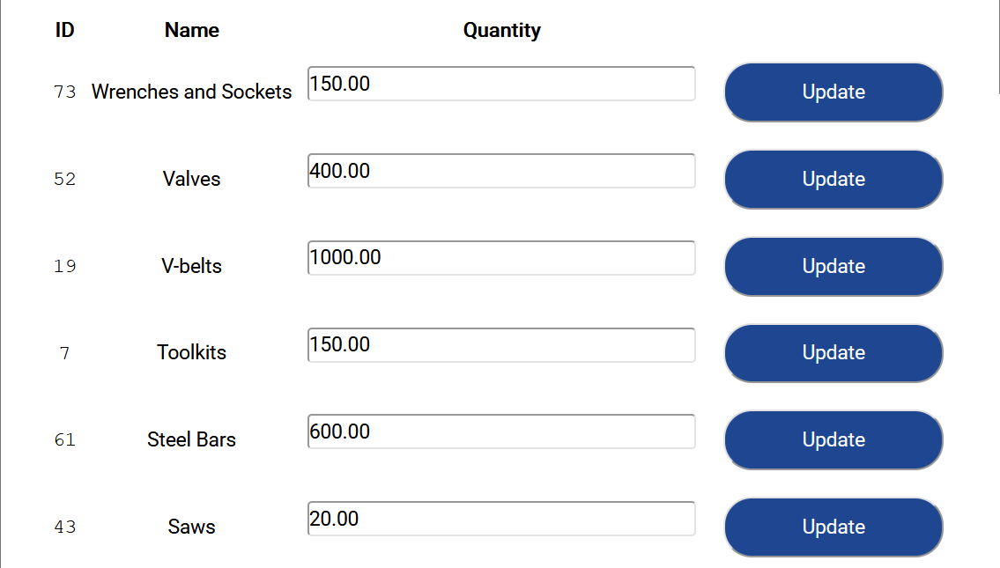 ID Name Quantity
73 Wrenches and Sockets 150.00 Update
52 Valves 400.00 Update
19 V-belts 1000.00 Update
7 Toolkits 150.00 Update
61 Steel Bars 600.00 Update
43 Saws 20.00 Update